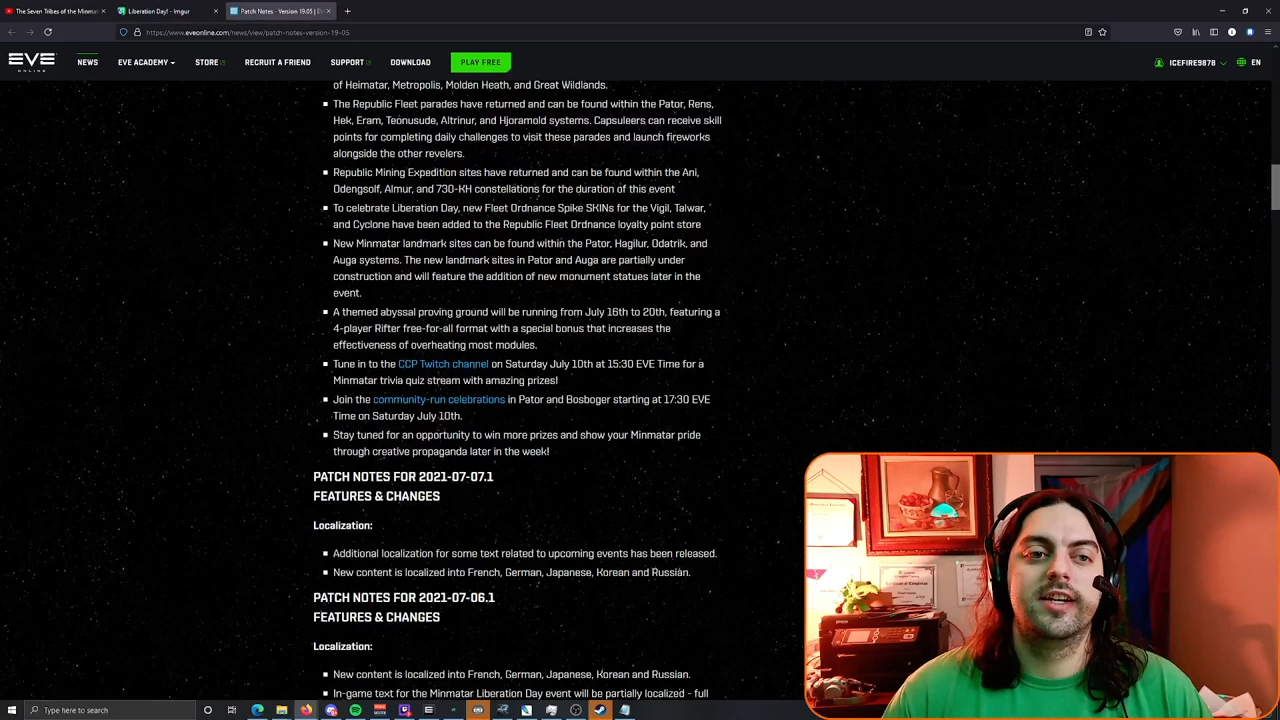 The Seven Tribes of the Minmat
Liberation Day! - Imgur
Patch Notes - Version 19.05 | EV
https://www.eveonline.com/news/view/patch-notes-version-19-05
EVE
ONLINE
NEWS
EVE ACADEMY
STORE
RECRUIT A FRIEND
SUPPORT
DOWNLOAD
PLAY FREE
ICEFIRE9878
EN
of Heimatar, Metropolis, Molden Heath, and Great Wildlands.
The Republic Fleet parades have returned and can be found within the Pator, Rens,
Hek, Eram, Teonusude, Altrinur, and Hjoramold systems. Capsuleers can receive skill
points for completing daily challenges to visit these parades and launch fireworks
alongside the other revelers.
Republic Mining Expedition sites have returned and can be found within the Ani,
Odengsolf, Almur, and 730-KH constellations for the duration of this event
To celebrate Liberation Day, new Fleet Ordnance Spike SKINs for the Vigil, Talwar,
and Cyclone have been added to the Republic Fleet Ordnance loyalty point store
New Minmatar landmark sites can be found within the Pator, Hagilur, Odatrik, and
Auga systems. The new landmark sites in Pator and Auga are partially under
construction and will feature the addition of new monument statues later in the
event.
A themed abyssal proving ground will be running from July 16th to 20th, featuring a
4-player Rifter free-for-all format with a special bonus that increases the
effectiveness of overheating most modules.
Tune in to the CCP Twitch channel on Saturday July 10th at 15:30 EVE Time for a
Minmatar trivia quiz stream with amazing prizes!
Join the community-run celebrations in Pator and Bosboger starting at 17:30 EVE
Time on Saturday July 10th.
Stay tuned for an opportunity to win more prizes and show your Minmatar pride
through creative propaganda later in the week!
PATCH NOTES FOR 2021-07-07.1
FEATURES & CHANGES
Localization:
Additional localization for some text related to upcoming events has been released.
New content is localized into French, German, Japanese, Korean and Russian.
PATCH NOTES FOR 2021-07-06.1
FEATURES & CHANGES
Localization:
New content is localized into French, German, Japanese, Korean and Russian.
In-game text for the Minmatar Liberation Day event will be partially localized - full
EPSON
Type here to search